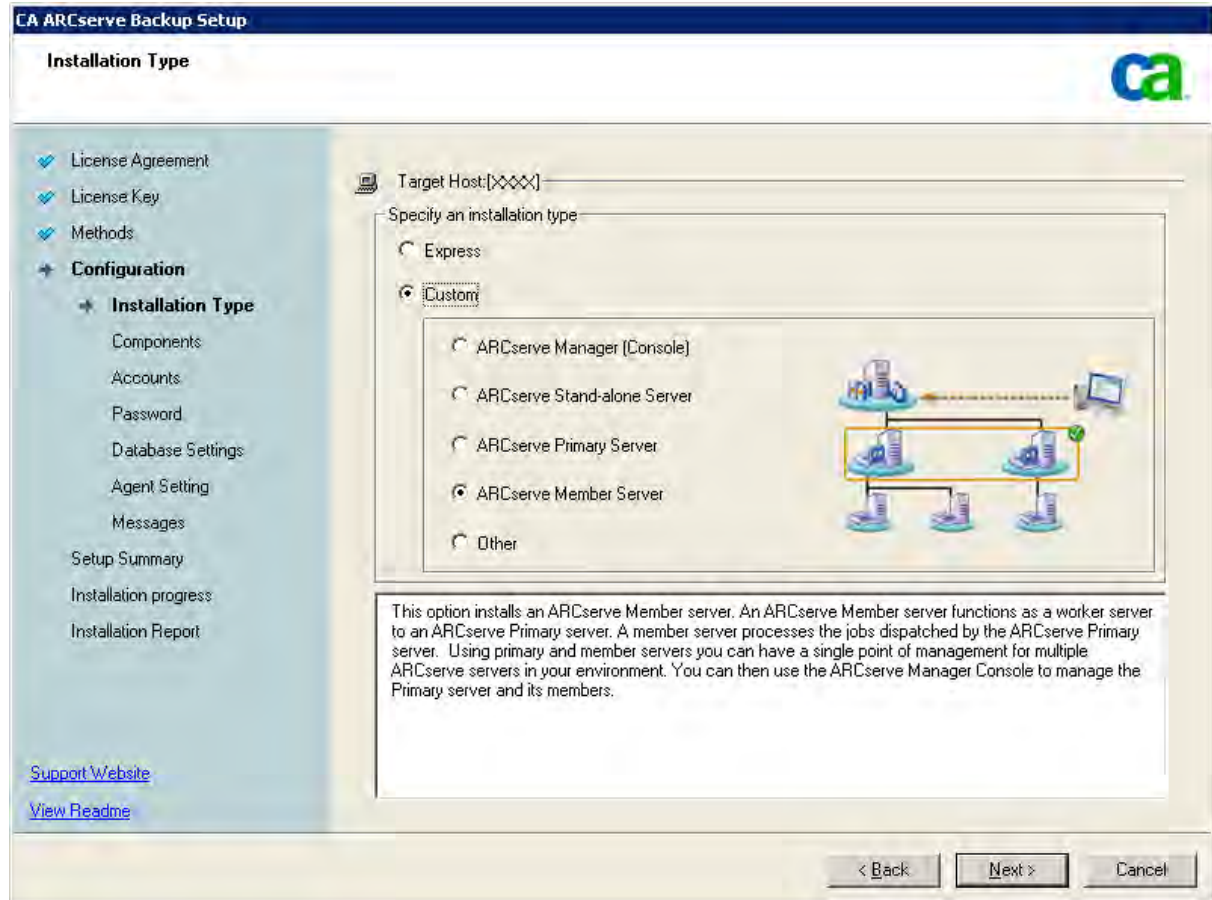 CA ARCserve Backup Setup
Installation Type
ca
License Agreement
License Key
Methods
Configuration
Installation Type
Components
Accounts
Password
Database Settings
Agent Setting
Messages
Setup Summary
Installation progress
Installation Report
Support Website
View Readme
Target Host:[XXXX]
Specify an installation type
Express
Custom
ARCserve Manager (Console)
ARCserve Stand-alone Server
ARCserve Primary Server
ARCserve Member Server
Other
This option installs an ARCserve Member server. An ARCserve Member server functions as a worker server
to an ARCserve Primary server. A member server processes the jobs dispatched by the ARCserve Primary
server. Using primary and member servers you can have a single point of management for multiple
ARCserve servers in your environment. You can then use the ARCserve Manager Console to manage the
Primary server and its members.
< Back
Next >
Cancel